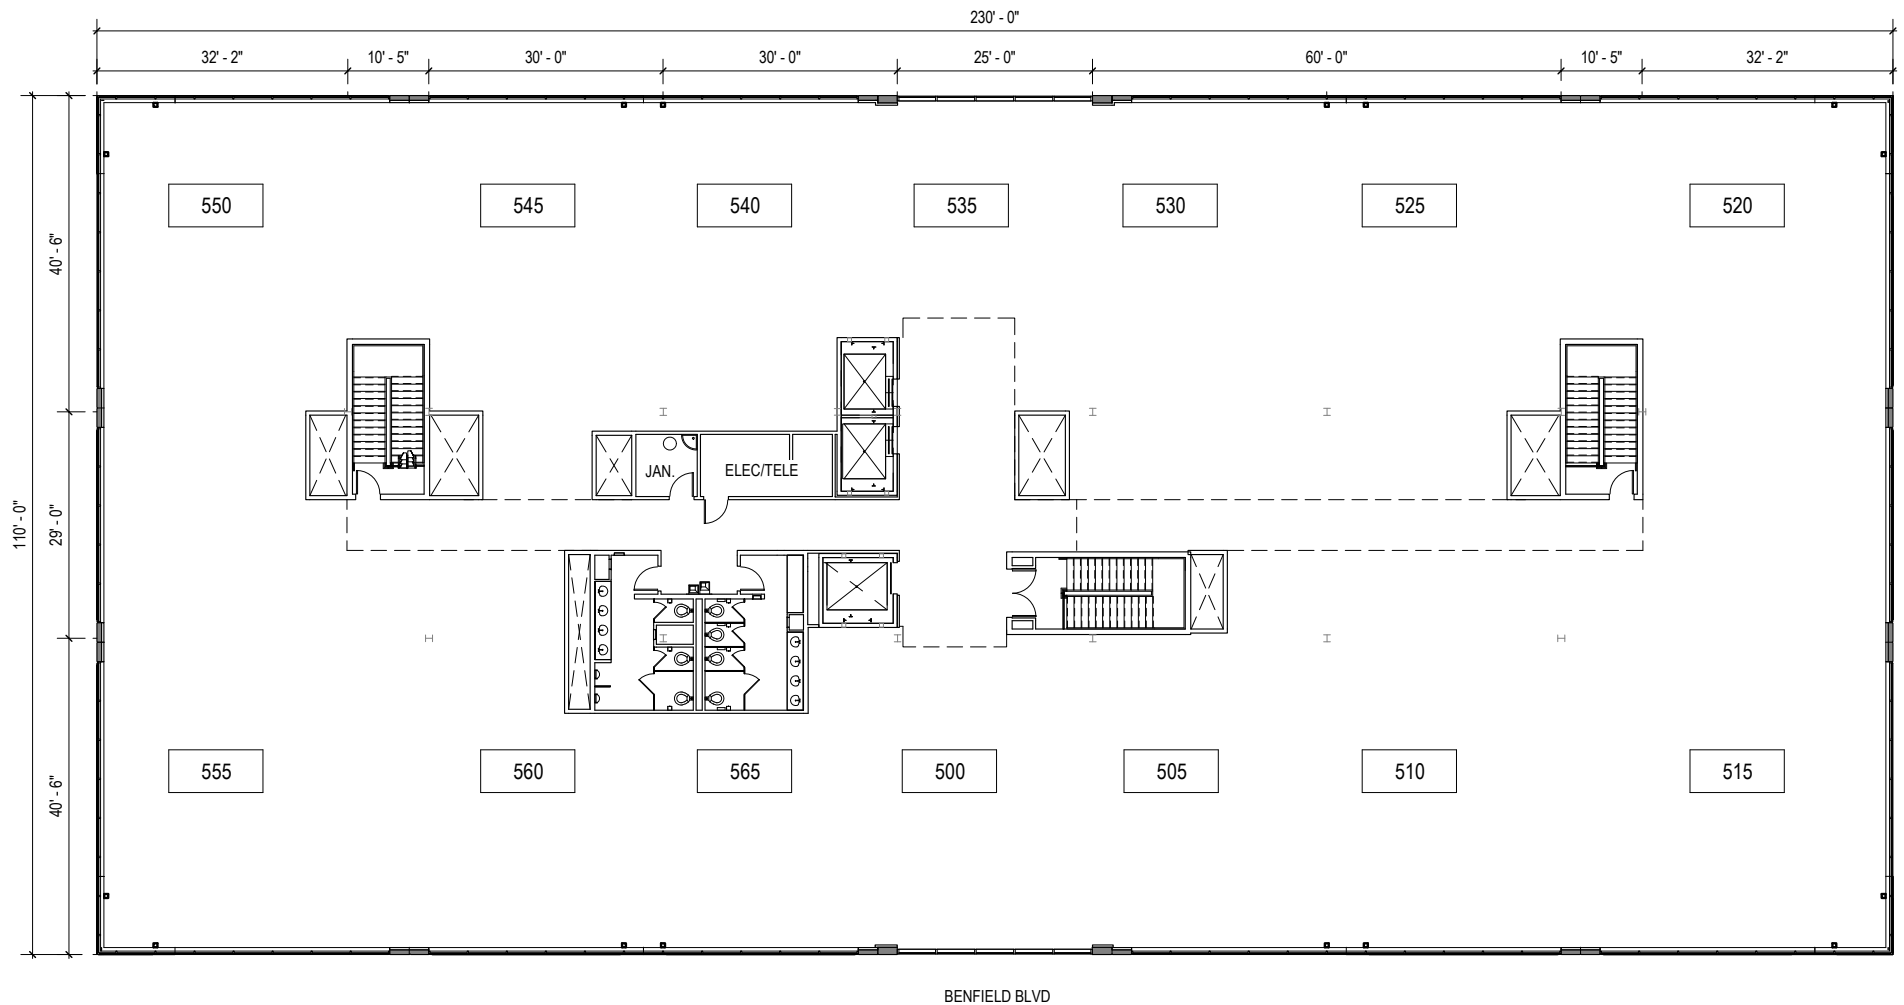 230' - 0"
32' - 2" 10' - 5" 30' - 0" 30' - 0" 25' - 0" 60' - 0" 10' - 5" 32' - 2"
550 545 540 535 530 525 520
40' - 6"
JAN. ELEC/TELE
110' - 0"
29' - 0"
555 560 565 500 505 510 515
40' - 6"
BENFIELD BLVD